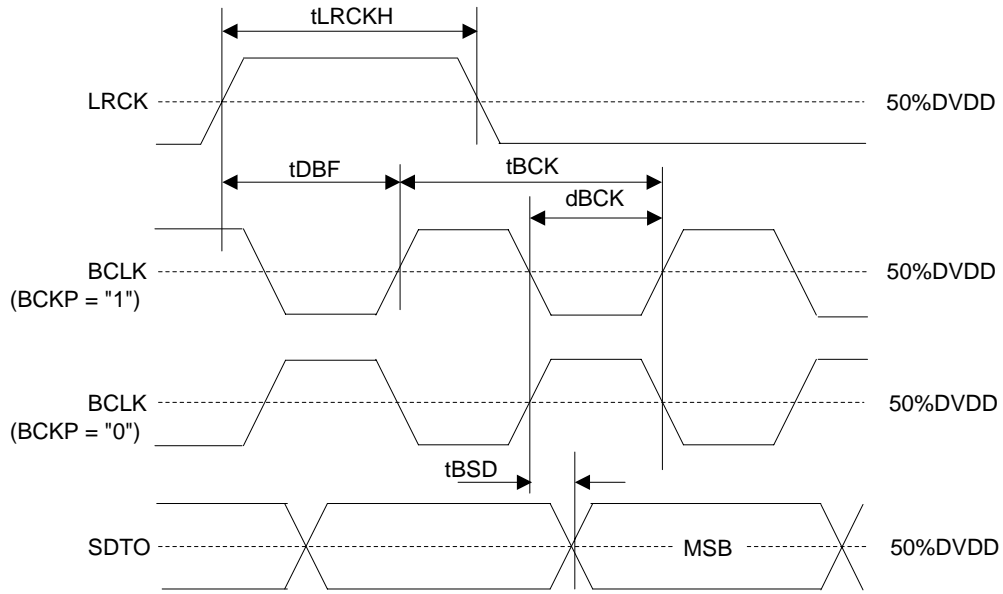 tLRCKH
LRCK
50%DVDD
tDBF
tBCK
dBCK
BCLK
(BCKP = "1")
50%DVDD
BCLK
(BCKP = "0")
50%DVDD
tBSD
SDTO
MSB
50%DVDD